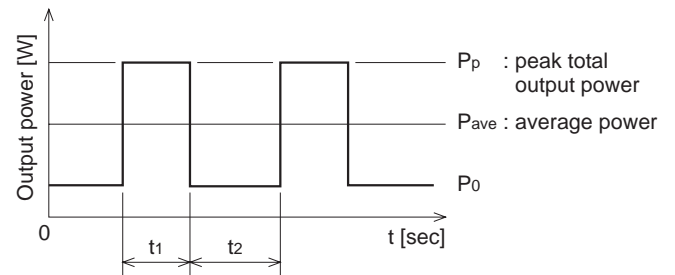 Output power [W]
Pp : peak total
output power
Pave : average power
P0
0
t [sec]
t1
t2